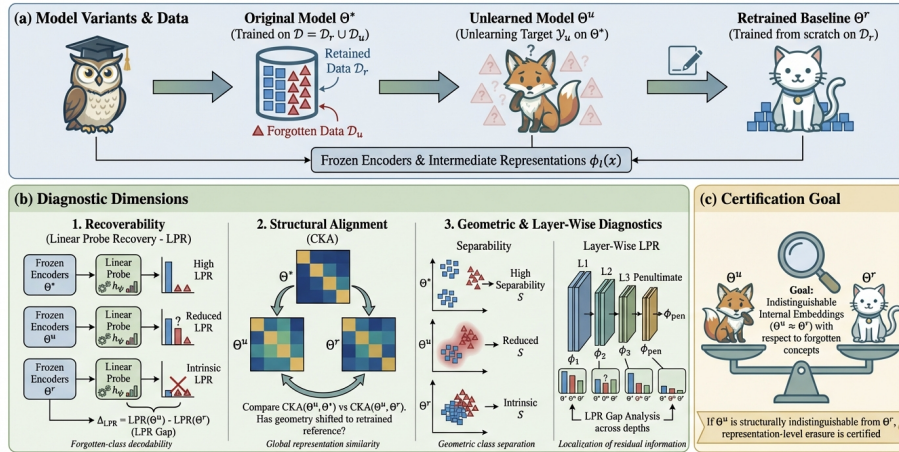 (a) Model Variants & Data
Original Model Θ*
(Trained on 𝒟 = 𝒟ᵣ ∪ 𝒟ᵤ)
Retained
Data 𝒟ᵣ
Forgotten Data 𝒟ᵤ
Unlearned Model Θᵘ
(Unlearning Target 𝒴ᵤ on Θ*)
Retrained Baseline Θʳ
(Trained from scratch on 𝒟ᵣ)
Frozen Encoders & Intermediate Representations ϕₗ(x)
(b) Diagnostic Dimensions
1. Recoverability
(Linear Probe Recovery - LPR)
Frozen
Encoders
Θ*
Linear
Probe
h_ψ
High
LPR
Frozen
Encoders
Θᵘ
Linear
Probe
h_ψ
?
Reduced
LPR
Frozen
Encoders
Θʳ
Linear
Probe
h_ψ
Intrinsic
LPR
Δ_LPR = LPR(Θᵘ) - LPR(Θʳ)
(LPR Gap)
Forgotten-class decodability
2. Structural Alignment
(CKA)
Θ*
Θᵘ
Θʳ
Compare CKA(Θᵘ,Θ*) vs CKA(Θᵘ,Θʳ).
Has geometry shifted to retrained
reference?
Global representation similarity
3. Geometric & Layer-Wise Diagnostics
Separability
Θ*
High
Separability
S
Θᵘ
Reduced
S
Θʳ
Intrinsic
S
Geometric class separation
Layer-Wise LPR
L1
L2
L3 Penultimate
ϕ_pen
ϕ₁
ϕ₂
ϕ₃
ϕ_pen
LPR Gap Analysis
across depths
Localization of residual information
(c) Certification Goal
Θᵘ
Θʳ
Goal:
Indistinguishable
Internal Embeddings
(Θᵘ ≈ Θʳ) with
respect to forgotten
concepts
If Θᵘ is structurally indistinguishable from Θʳ,
representation-level erasure is certified